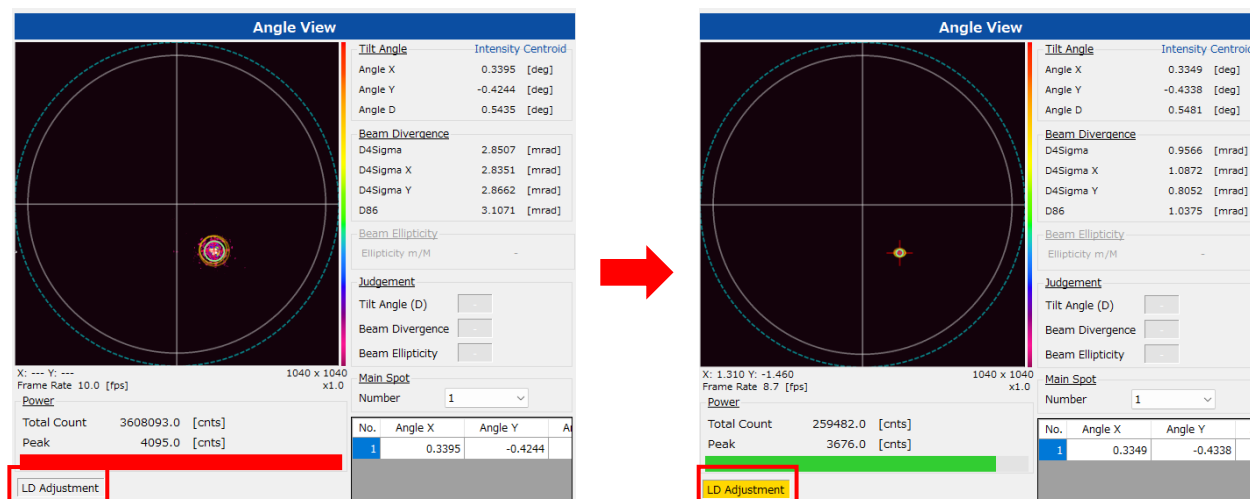 Angle View
Tilt Angle Intensity Centroid
Angle X 0.3395 [deg]
Angle Y -0.4244 [deg]
Angle D 0.5435 [deg]
Beam Divergence
D4Sigma 2.8507 [mrad]
D4Sigma X 2.8351 [mrad]
D4Sigma Y 2.8662 [mrad]
D86 3.1071 [mrad]
Beam Ellipticity
Ellipticity m/M -
Judgement
Tilt Angle (D) -
Beam Divergence -
Beam Ellipticity -
X: --- Y: --- 1040 x 1040
Frame Rate 10.0 [fps] x1.0
Main Spot
Number 1
Power
Total Count 3608093.0 [cnts]
Peak 4095.0 [cnts]
No. Angle X Angle Y
1 0.3395 -0.4244
LD Adjustment
Angle View
Tilt Angle Intensity Centroid
Angle X 0.3349 [deg]
Angle Y -0.4338 [deg]
Angle D 0.5481 [deg]
Beam Divergence
D4Sigma 0.9566 [mrad]
D4Sigma X 1.0872 [mrad]
D4Sigma Y 0.8052 [mrad]
D86 1.0375 [mrad]
Beam Ellipticity
Ellipticity m/M -
Judgement
Tilt Angle (D) -
Beam Divergence -
Beam Ellipticity -
X: 1.310 Y: -1.460 1040 x 1040
Frame Rate 8.7 [fps] x1.0
Main Spot
Number 1
Power
Total Count 259482.0 [cnts]
Peak 3676.0 [cnts]
No. Angle X Angle Y
1 0.3349 -0.4338
LD Adjustment